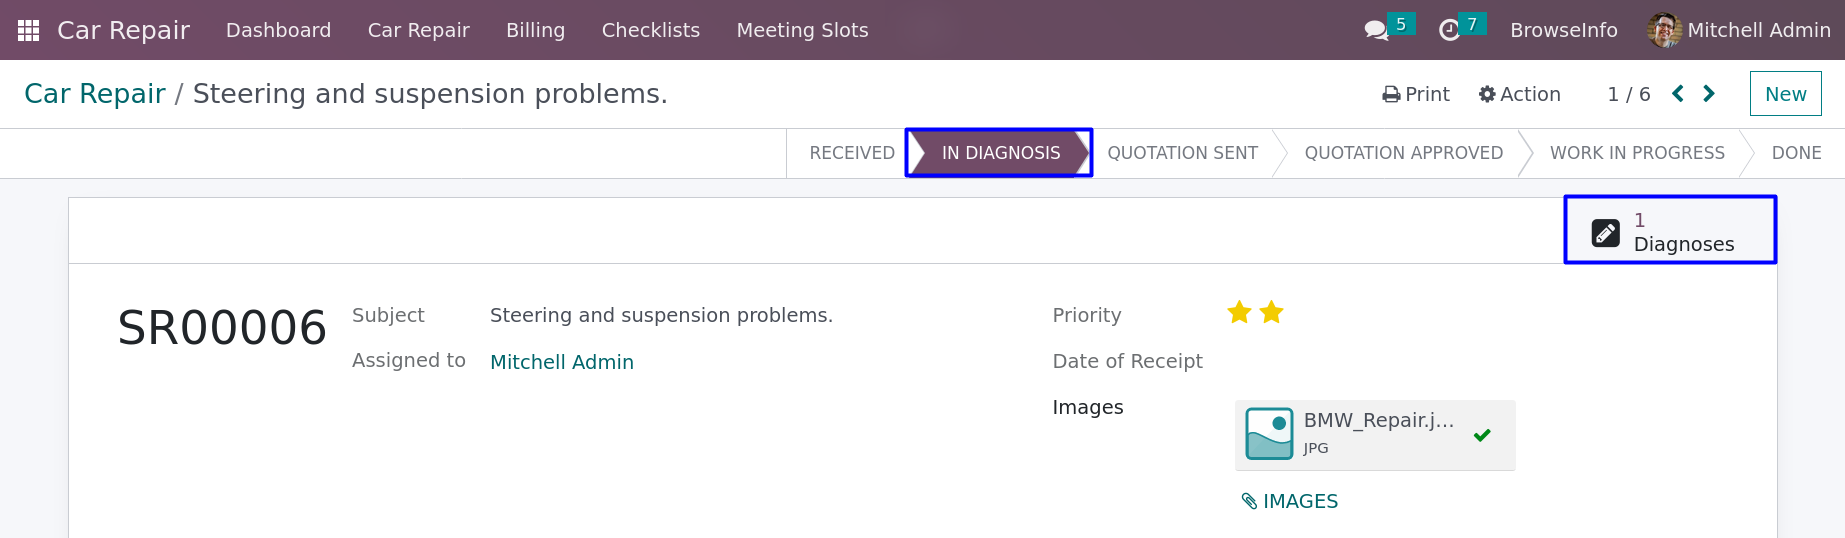 Car Repair Dashboard Car Repair Billing Checklists Meeting Slots 5 7 BrowseInfo Mitchell Admin
Car Repair / Steering and suspension problems. Print Action 1 / 6 New
RECEIVED IN DIAGNOSIS QUOTATION SENT QUOTATION APPROVED WORK IN PROGRESS DONE
1
Diagnoses
SR00006
Subject Steering and suspension problems.
Assigned to Mitchell Admin
Priority
Date of Receipt
Images
BMW_Repair.j...
JPG
IMAGES